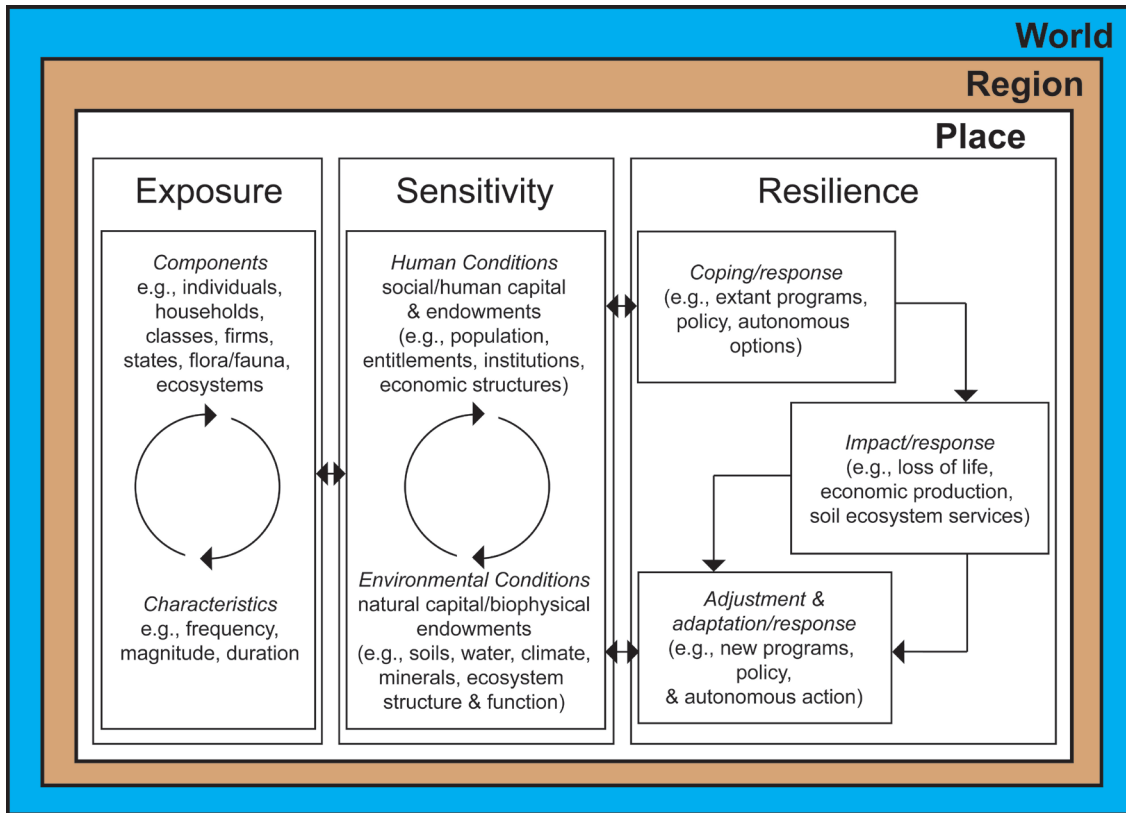 World
Region
Place
Exposure
Components
e.g., individuals,
households,
classes, firms,
states, flora/fauna,
ecosystems
Characteristics
e.g., frequency,
magnitude, duration
Sensitivity
Human Conditions
social/human capital
& endowments
(e.g., population,
entitlements, institutions,
economic structures)
Environmental Conditions
natural capital/biophysical
endowments
(e.g., soils, water, climate,
minerals, ecosystem
structure & function)
Resilience
Coping/response
(e.g., extant programs,
policy, autonomous
options)
Impact/response
(e.g., loss of life,
economic production,
soil ecosystem services)
Adjustment &
adaptation/response
(e.g., new programs,
policy,
& autonomous action)